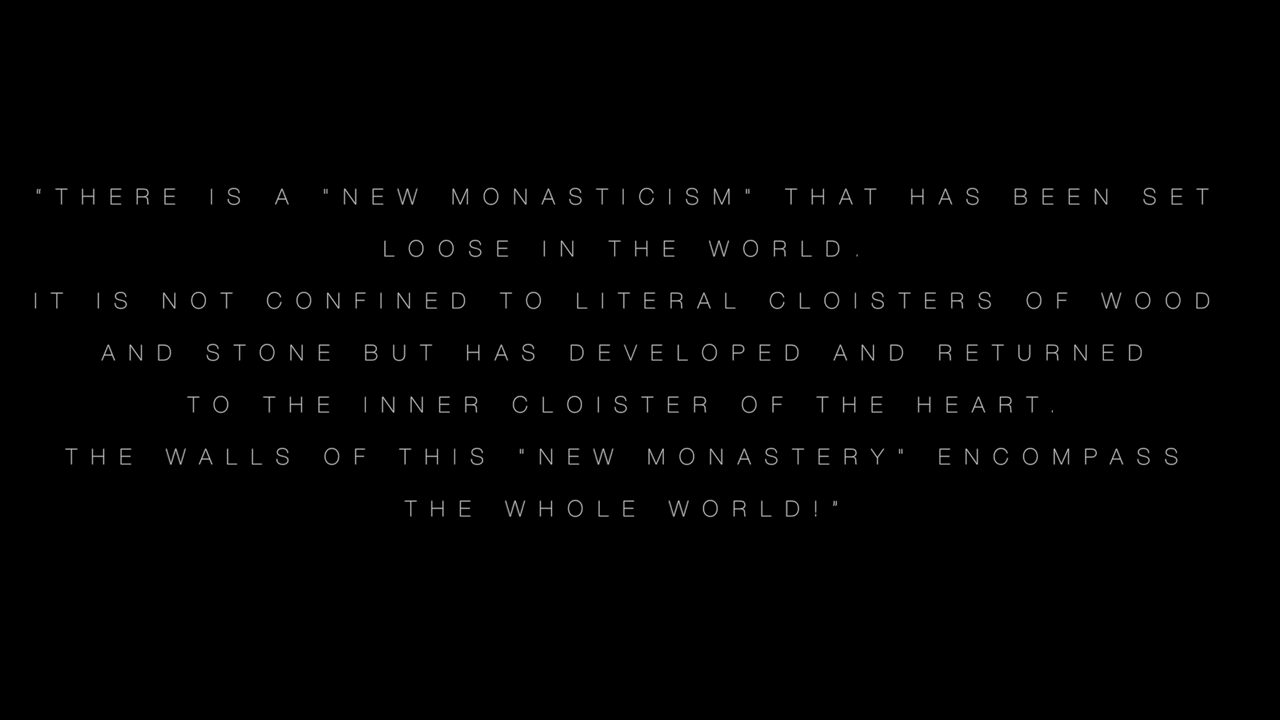 "THERE IS A "NEW MONASTICISM" THAT HAS BEEN SET
LOOSE IN THE WORLD.
IT IS NOT CONFINED TO LITERAL CLOISTERS OF WOOD
AND STONE BUT HAS DEVELOPED AND RETURNED
TO THE INNER CLOISTER OF THE HEART.
THE WALLS OF THIS "NEW MONASTERY" ENCOMPASS
THE WHOLE WORLD!"